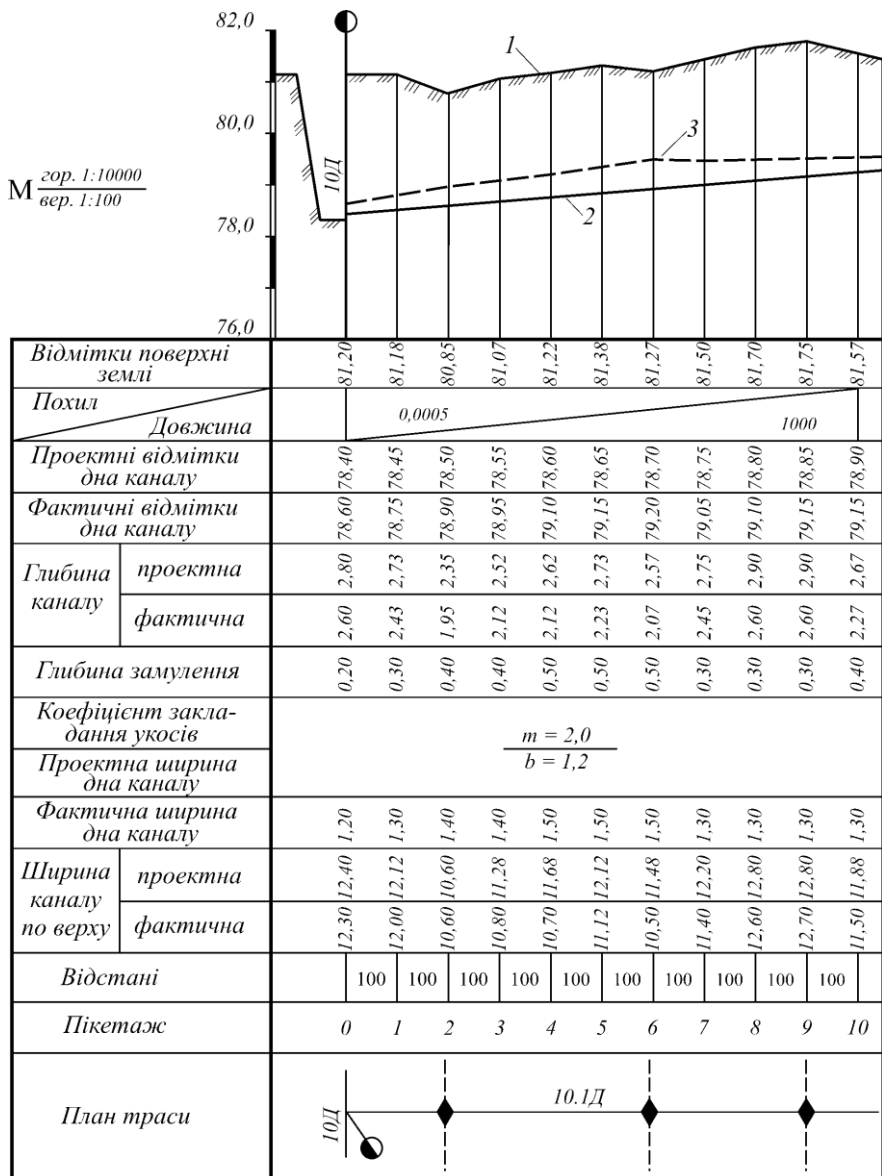 82,0
80,0
78,0
76,0
М гор. 1:10000
вер. 1:100
10Д
1
2
3
Відмітки поверхні
землі
81,20 81,18 80,85 81,07 81,22 81,38 81,27 81,50 81,70 81,75 81,57
Похил
Довжина
0,0005
1000
Проектні відмітки
дна каналу
78,40 78,45 78,50 78,55 78,60 78,65 78,70 78,75 78,80 78,85 78,90
Фактичні відмітки
дна каналу
78,60 78,75 78,90 78,95 79,10 79,15 79,20 79,05 79,10 79,15 79,15
Глибина
каналу
проектна
2,80 2,73 2,35 2,52 2,62 2,73 2,57 2,75 2,90 2,90 2,67
фактична
2,60 2,43 1,95 2,12 2,12 2,23 2,07 2,45 2,60 2,60 2,27
Глибина замулення
0,20 0,30 0,40 0,40 0,50 0,50 0,50 0,30 0,30 0,30 0,40
Коефіцієнт закла-
дання укосів
m = 2,0
Проектна ширина
дна каналу
b = 1,2
Фактична ширина
дна каналу
1,20 1,30 1,40 1,40 1,50 1,50 1,50 1,30 1,30 1,30 1,30
Ширина
каналу
по верху
проектна
12,40 12,12 10,60 11,28 11,68 12,12 11,48 12,20 12,80 12,80 11,88
фактична
12,30 12,00 10,60 10,80 10,70 11,12 10,50 11,40 12,60 12,70 11,50
Відстані
100 100 100 100 100 100 100 100 100 100
Пікетаж
0 1 2 3 4 5 6 7 8 9 10
План траси
10Д
10.1Д